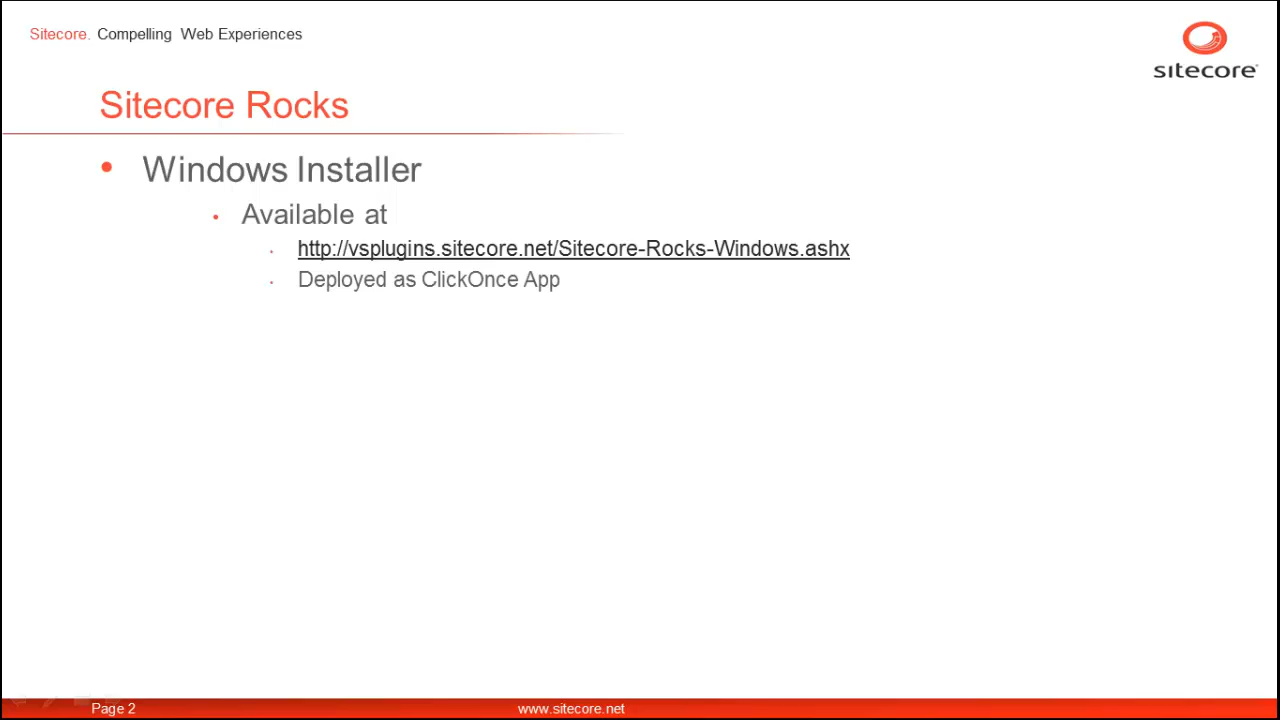 Sitecore. Compelling Web Experiences
sitecore
Sitecore Rocks
• Windows Installer
• Available at
• http://vsplugins.sitecore.net/Sitecore-Rocks-Windows.ashx
• Deployed as ClickOnce App
Page 2
www.sitecore.net